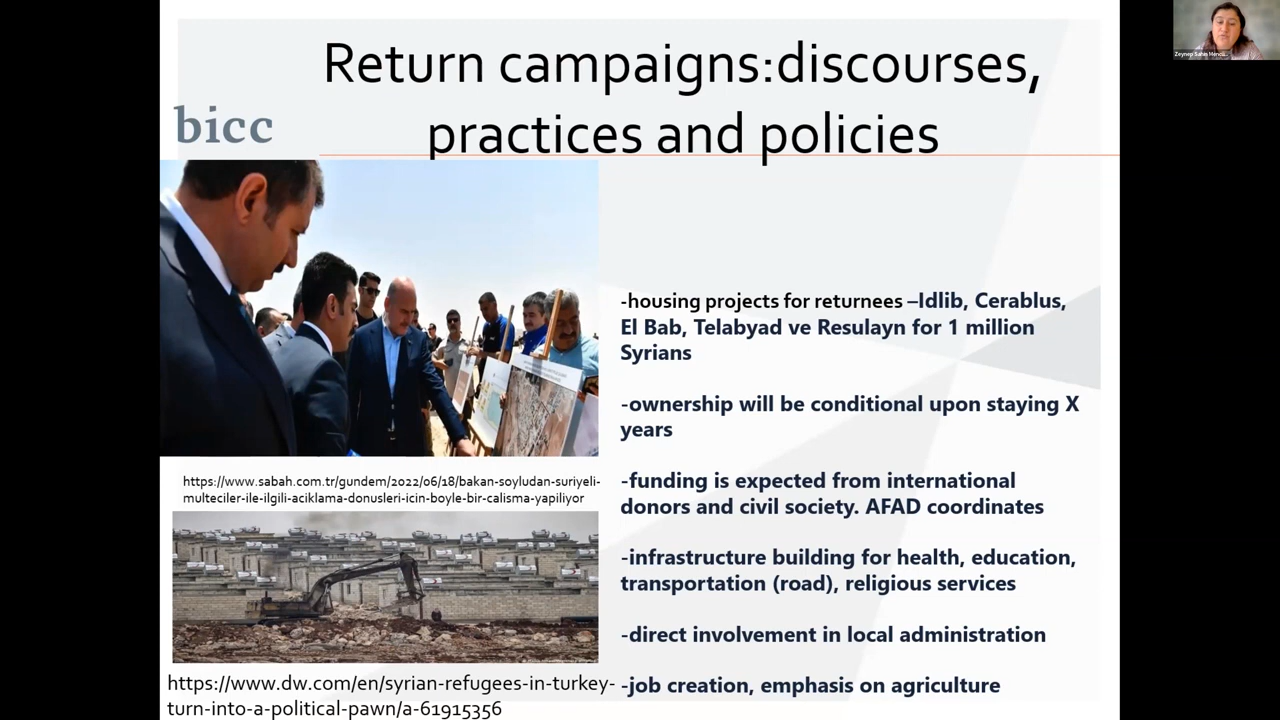 Return campaigns:discourses,
practices and policies
bicc
-housing projects for returnees –Idlib, Cerablus,
El Bab, Telabyad ve Resulayn for 1 million
Syrians
-ownership will be conditional upon staying X
years
-funding is expected from international
donors and civil society. AFAD coordinates
-infrastructure building for health, education,
transportation (road), religious services
-direct involvement in local administration
-job creation, emphasis on agriculture
https://www.sabah.com.tr/gundem/2022/06/18/bakan-soyludan-suriyeli-
multeciler-ile-ilgili-aciklama-donusleri-icin-boyle-bir-calisma-yapiliyor
https://www.dw.com/en/syrian-refugees-in-turkey-
turn-into-a-political-pawn/a-61915356
Zeynep Sahin